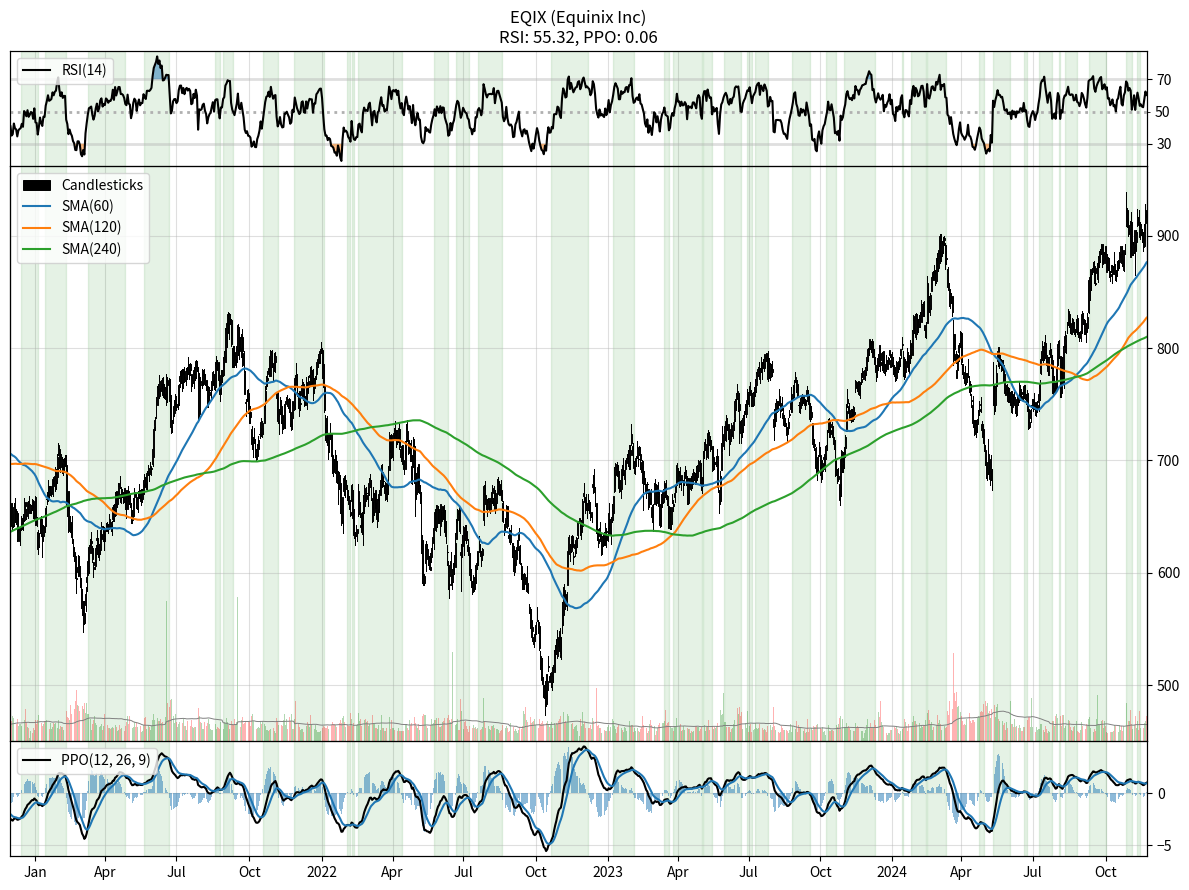 EQIX (Equinix Inc)
RSI: 55.32, PPO: 0.06
RSI(14)
70
50
30
Candlesticks
SMA(60)
SMA(120)
SMA(240)
900
800
700
600
500
PPO(12, 26, 9)
0
−5
Jan Apr Jul Oct 2022 Apr Jul Oct 2023 Apr Jul Oct 2024 Apr Jul Oct